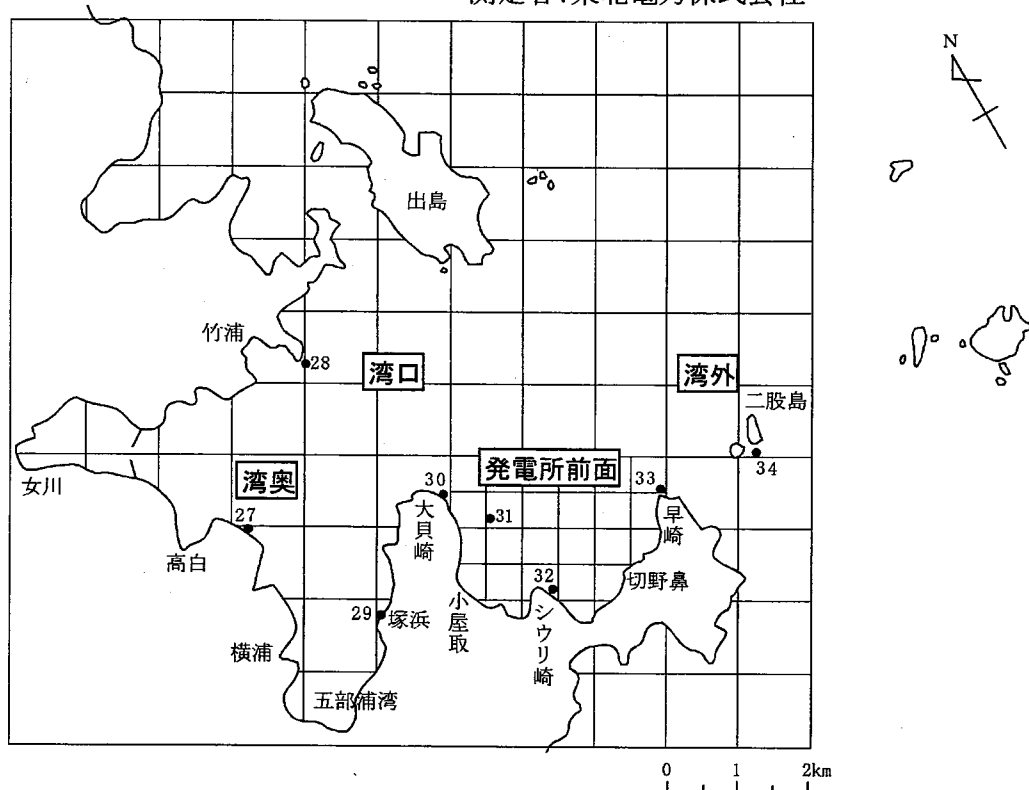 測定者：東北電力株式会社
N
出島
竹浦
28
湾口
湾外
二股島
34
女川
湾奥
発電所前面
30
33
27
大貝崎
31
早崎
高白
32
切野鼻
29
塚浜
小屋取
シウリ崎
横浦
五部浦湾
0 1 2km